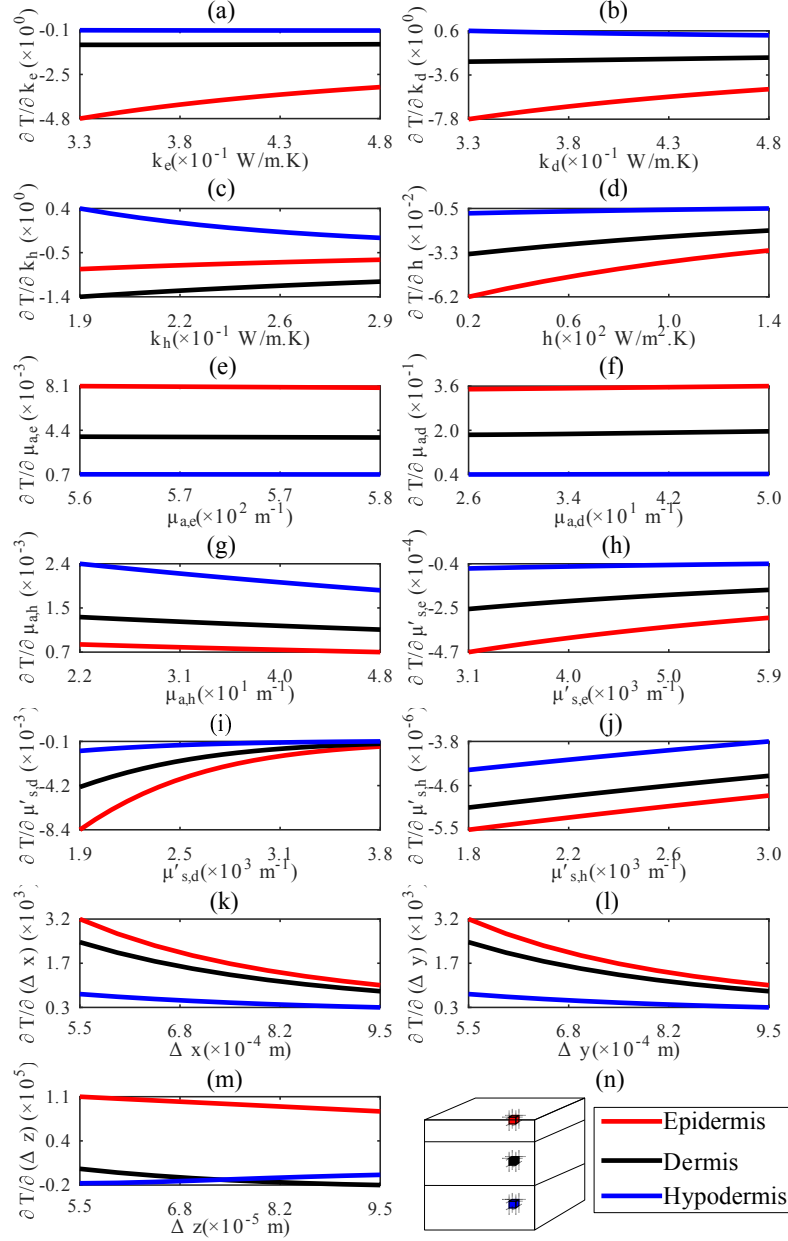 (a)
∂T/∂k_e (×10^0)
-0.1
-2.5
-4.8
3.3 3.8 4.3 4.8
k_e(×10^-1 W/m.K)
(b)
∂T/∂k_d (×10^0)
0.6
-3.6
-7.8
3.3 3.8 4.3 4.8
k_d(×10^-1 W/m.K)
(c)
∂T/∂k_h (×10^0)
0.4
-0.5
-1.4
1.9 2.2 2.6 2.9
k_h(×10^-1 W/m.K)
(d)
∂T/∂h (×10^-2)
-0.5
-3.3
-6.2
0.2 0.6 1.0 1.4
h(×10^2 W/m^2.K)
(e)
∂T/∂μ_a,e (×10^-3)
8.1
4.4
0.7
5.6 5.7 5.7 5.8
μ_a,e(×10^2 m^-1)
(f)
∂T/∂μ_a,d (×10^-1)
3.6
2.0
0.4
2.6 3.4 4.2 5.0
μ_a,d(×10^1 m^-1)
(g)
∂T/∂μ_a,h (×10^-3)
2.4
1.5
0.7
2.2 3.1 4.0 4.8
μ_a,h(×10^1 m^-1)
(h)
∂T/∂μ′_s,e (×10^-4)
-0.4
-2.5
-4.7
3.1 4.0 5.0 5.9
μ′_s,e(×10^3 m^-1)
(i)
∂T/∂μ′_s,d (×10^-3)
-0.1
-4.2
-8.4
1.9 2.5 3.1 3.8
μ′_s,d(×10^3 m^-1)
(j)
∂T/∂μ′_s,h (×10^-6)
-3.8
-4.6
-5.5
1.8 2.2 2.6 3.0
μ′_s,h(×10^3 m^-1)
(k)
∂T/∂(Δ x) (×10^3)
3.2
1.7
0.3
5.5 6.8 8.2 9.5
Δ x(×10^-4 m)
(l)
∂T/∂(Δ y) (×10^3)
3.2
1.7
0.3
5.5 6.8 8.2 9.5
Δ y(×10^-4 m)
(m)
∂T/∂(Δ z) (×10^5)
1.1
0.4
-0.2
5.5 6.8 8.2 9.5
Δ z(×10^-5 m)
(n)
Epidermis
Dermis
Hypodermis